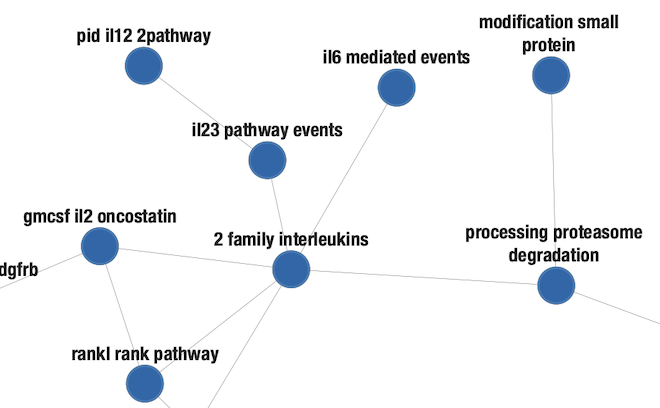 modification small
protein
pid il12 2pathway
il6 mediated events
il23 pathway events
gmcsf il2 oncostatin
2 family interleukins
processing proteasome
degradation
dgfrb
rankl rank pathway